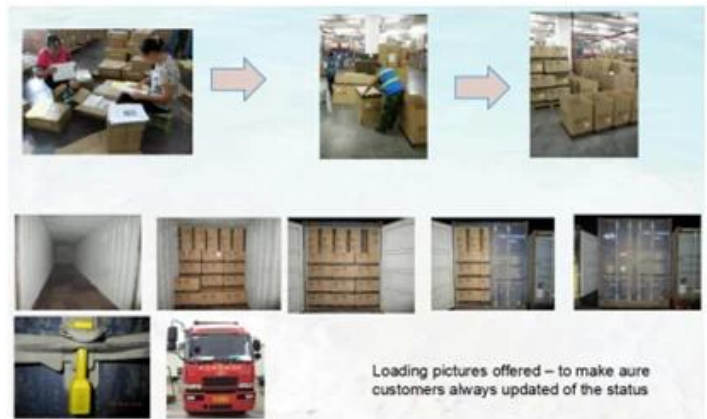 Loading pictures offered – to make aure
customers always updated of the status